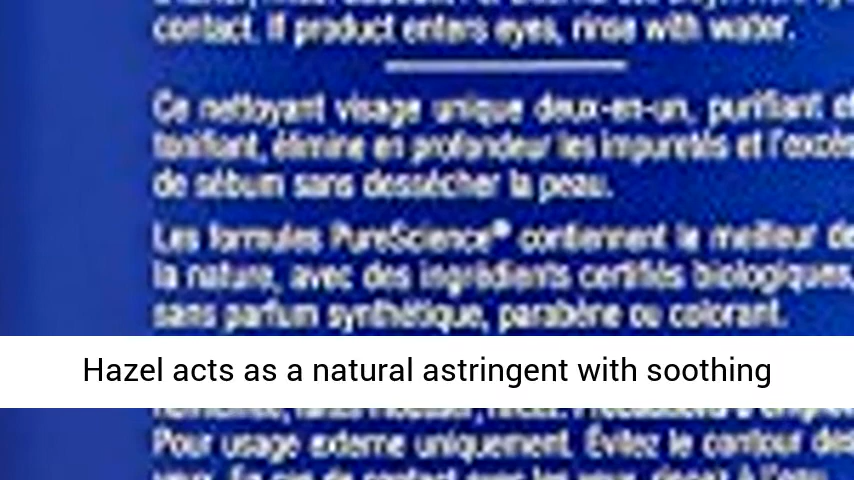 contact. If product enters eyes, rinse with water.
Ce nettoyant visage unique deux-en-un, purifiant et
tonifiant, élimine en profondeur les impuretés et l'excès
de sébum sans dessécher la peau.
Les formules PureScience® contiennent le meilleur de
la nature, avec des ingrédients certifiés biologiques,
sans parfum synthétique, parabène ou colorant.
Hazel acts as a natural astringent with soothing
Pour usage externe uniquement. Évitez le contour des